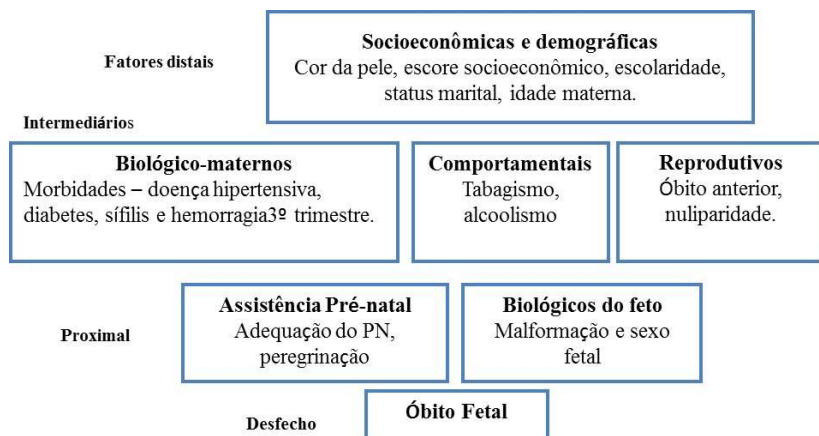 Socioeconômicas e demográficas
Fatores distais
Cor da pele, escore socioeconômico, escolaridade,
status marital, idade materna.
Intermediários
Biológico-maternos
Morbidades – doença hipertensiva,
diabetes, sífilis e hemorragia3º trimestre.
Comportamentais
Tabagismo,
alcoolismo
Reprodutivos
Óbito anterior,
nuliparidade.
Proximal
Assistência Pré-natal
Adequação do PN,
peregrinação
Biológicos do feto
Malformação e sexo
fetal
Desfecho
Óbito Fetal